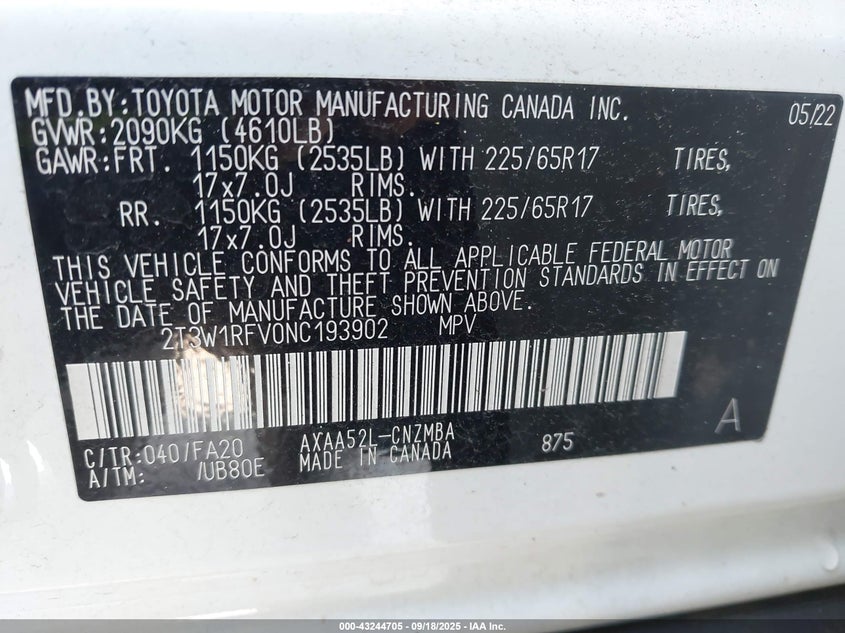 MFD.BY:TOYOTA MOTOR MANUFACTURING CANADA INC. 05/22
GVWR:2090KG (4610LB)
GAWR:FRT. 1150KG (2535LB) WITH 225/65R17 TIRES,
17x7.0J RIMS.
RR. 1150KG (2535LB) WITH 225/65R17 TIRES,
17x7.0J RIMS.
THIS VEHICLE CONFORMS TO ALL APPLICABLE FEDERAL MOTOR
VEHICLE SAFETY AND THEFT PREVENTION STANDARDS IN EFFECT ON
THE DATE OF MANUFACTURE SHOWN ABOVE.
2T3W1RFV0NC193902 MPV
C/TR:040/FA20 AXAA52L-CNZMBA 875 A
A/TM: /UB80E MADE IN CANADA
000-43244705 - 09/18/2025 - IAA Inc.